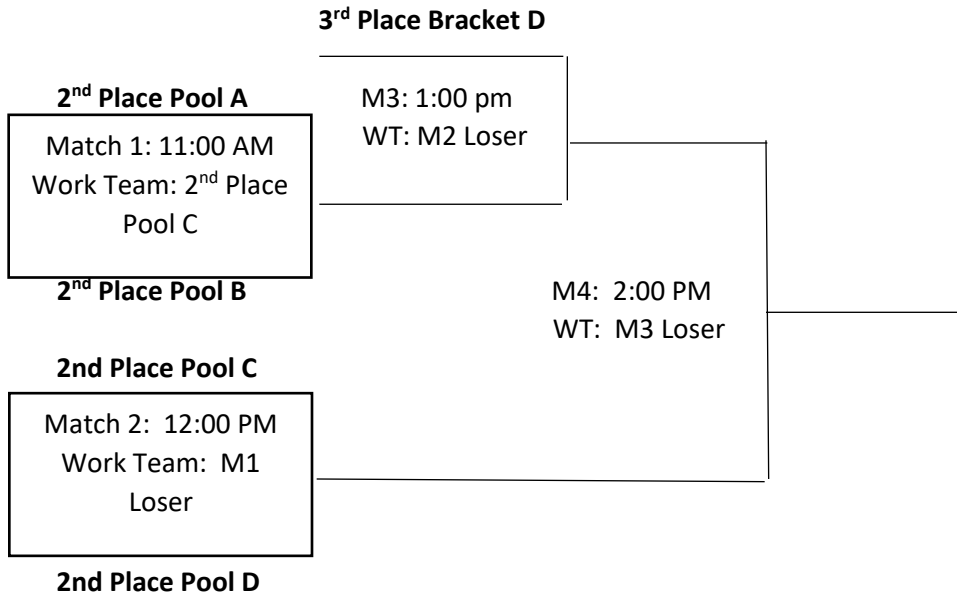 3rd Place Bracket D
2nd Place Pool A
Match 1: 11:00 AM
Work Team: 2nd Place
Pool C
2nd Place Pool B
M3: 1:00 pm
WT: M2 Loser
M4: 2:00 PM
WT: M3 Loser
2nd Place Pool C
Match 2: 12:00 PM
Work Team: M1
Loser
2nd Place Pool D